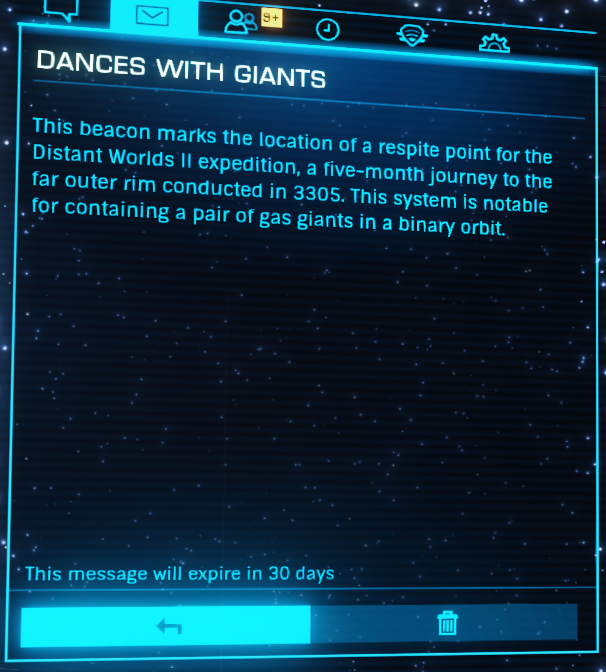 9+
DANCES WITH GIANTS
This beacon marks the location of a respite point for the
Distant Worlds II expedition, a five-month journey to the
far outer rim conducted in 3305. This system is notable
for containing a pair of gas giants in a binary orbit.
This message will expire in 30 days